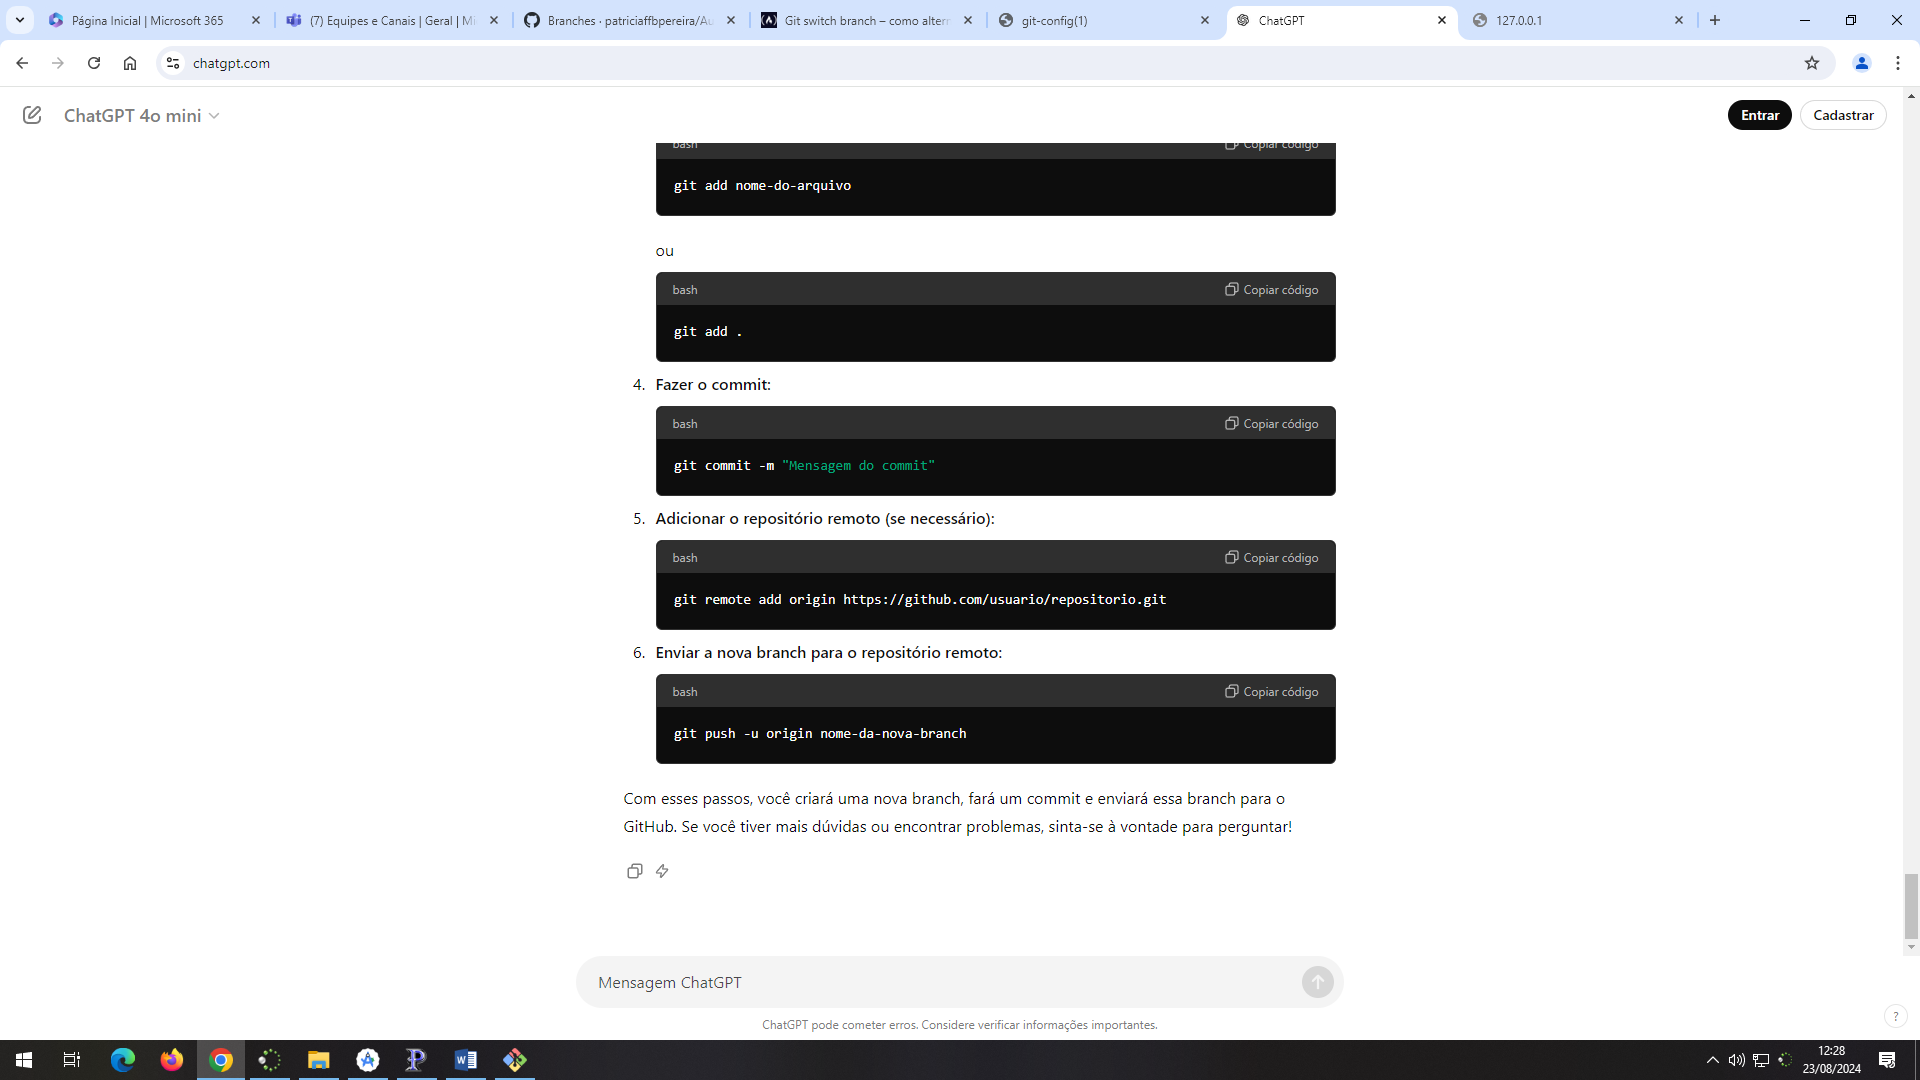 Página Inicial | Microsoft 365
(7) Equipes e Canais | Geral | Mi
Branches · patriciaffbpereira/Au
Git switch branch – como altern
git-config(1)
ChatGPT
127.0.0.1
chatgpt.com
ChatGPT 4o mini
Entrar
Cadastrar
bash
Copiar código
git add nome-do-arquivo
ou
bash
Copiar código
git add .
4. Fazer o commit:
bash
Copiar código
git commit -m "Mensagem do commit"
5. Adicionar o repositório remoto (se necessário):
bash
Copiar código
git remote add origin https://github.com/usuario/repositorio.git
6. Enviar a nova branch para o repositório remoto:
bash
Copiar código
git push -u origin nome-da-nova-branch
Com esses passos, você criará uma nova branch, fará um commit e enviará essa branch para o
GitHub. Se você tiver mais dúvidas ou encontrar problemas, sinta-se à vontade para perguntar!
Mensagem ChatGPT
ChatGPT pode cometer erros. Considere verificar informações importantes.
?
12:28
23/08/2024